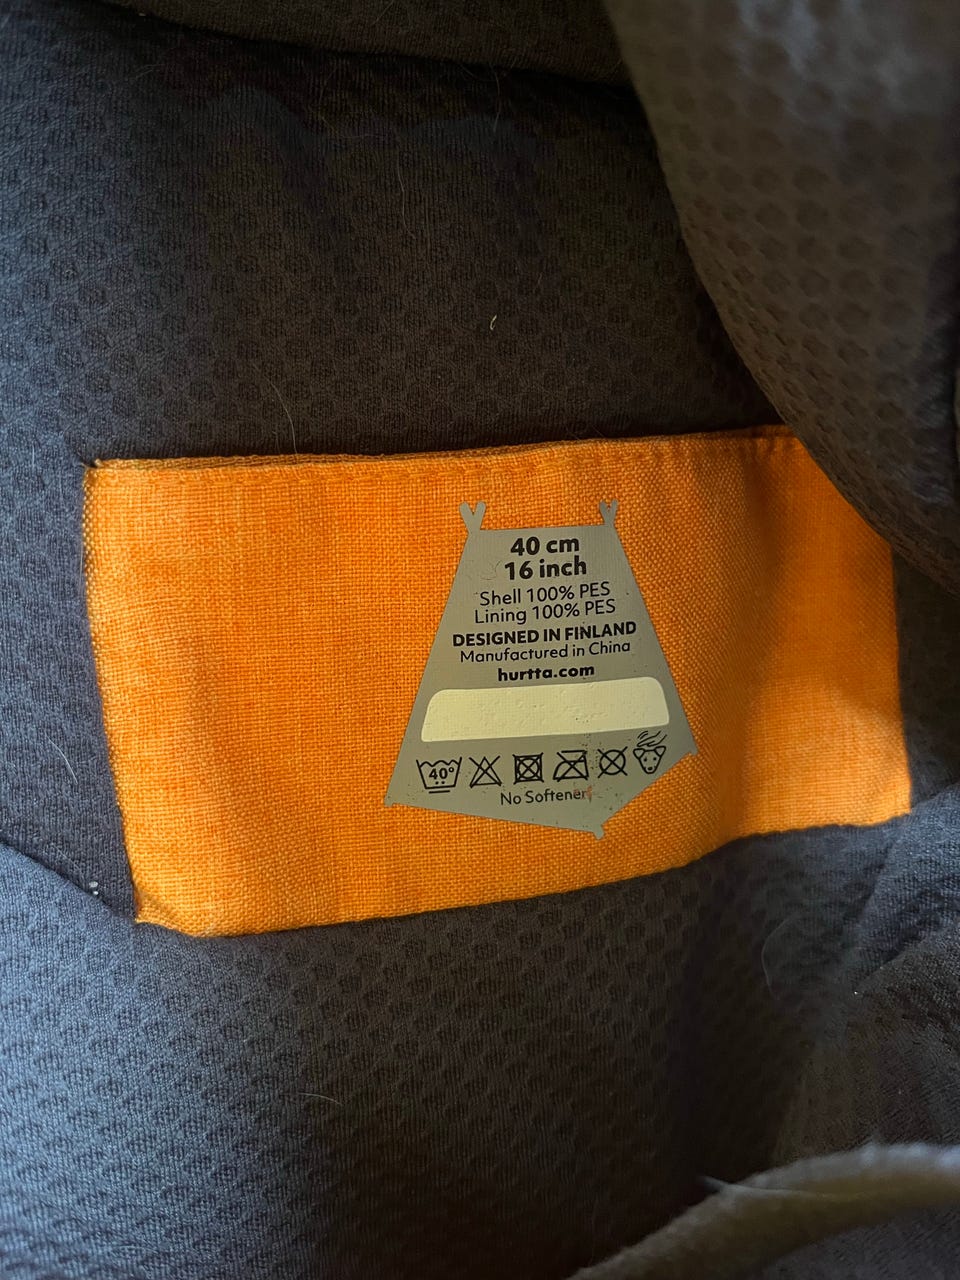 40 cm
16 inch
Shell 100% PES
Lining 100% PES
DESIGNED IN FINLAND
Manufactured in China
hurtta.com
40°
No Softener